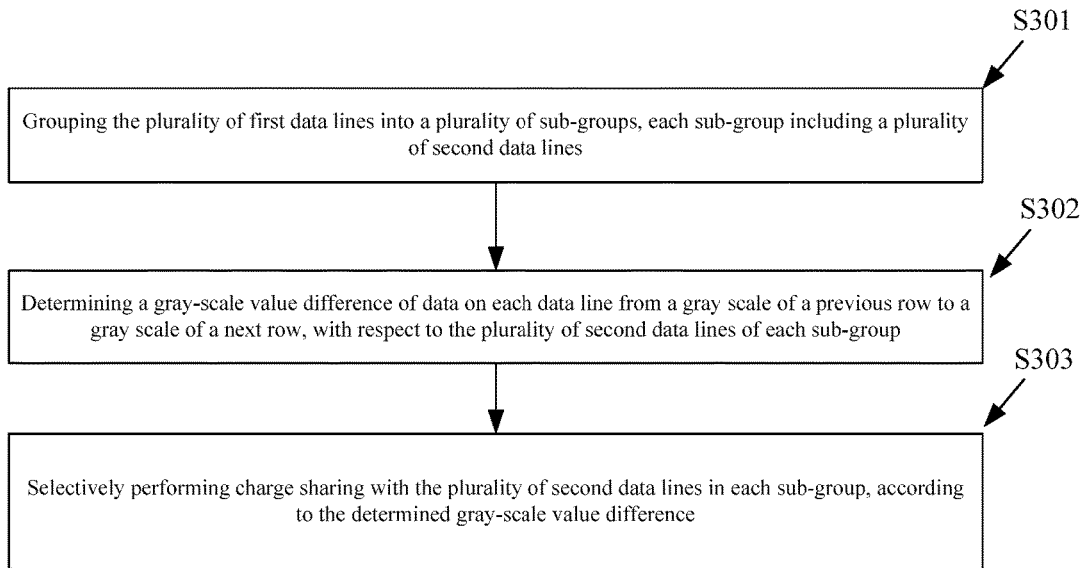 S301
Grouping the plurality of first data lines into a plurality of sub-groups, each sub-group including a plurality
of second data lines
S302
Determining a gray-scale value difference of data on each data line from a gray scale of a previous row to a
gray scale of a next row, with respect to the plurality of second data lines of each sub-group
S303
Selectively performing charge sharing with the plurality of second data lines in each sub-group, according
to the determined gray-scale value difference